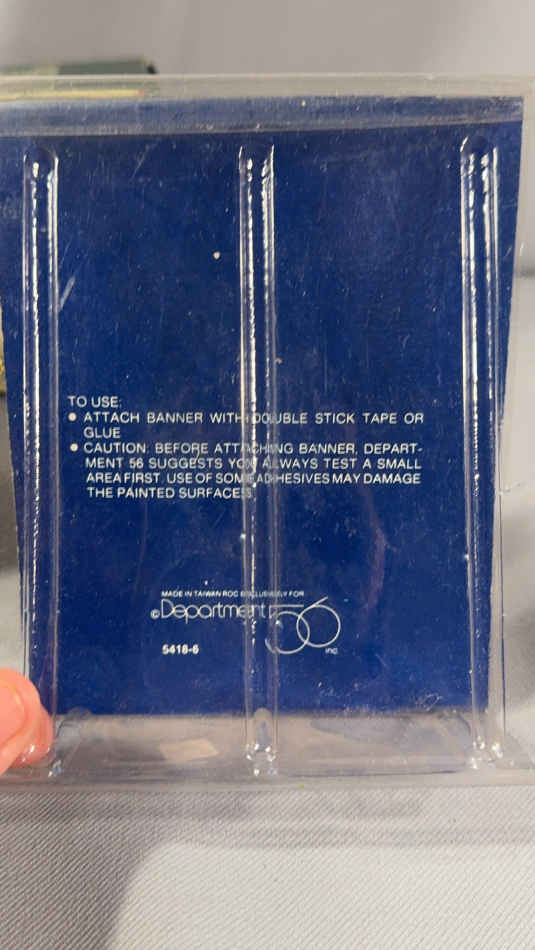 TO USE:
• ATTACH BANNER WITH DOUBLE STICK TAPE OR
GLUE
• CAUTION: BEFORE ATTACHING BANNER, DEPART-
MENT 56 SUGGESTS YOU ALWAYS TEST A SMALL
AREA FIRST. USE OF SOME ADHESIVES MAY DAMAGE
THE PAINTED SURFACES.
MADE IN TAIWAN ROC EXCLUSIVELY FOR
©Department 56 INC.
5418-6